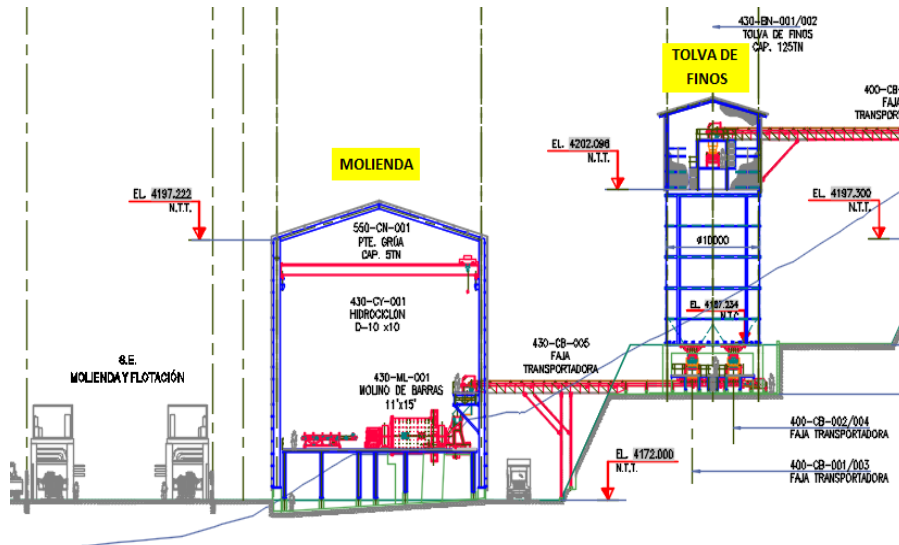 430-BN-001/002
TOLVA DE FINOS
CAP. 125TN
TOLVA DE
FINOS
400-CB-
FAJA
TRANSPORTA
EL. 4202.098
N.T.T.
MOLIENDA
EL. 4197.222
N.T.T.
EL. 4197.300
N.T.T.
550-CN-001
PTE. GRÚA
CAP. 5TN
Ø10000
430-CY-001
HIDROCICLON
D-10 x10
EL. 4187.234
N.T.C.
430-CB-005
FAJA
TRANSPORTADORA
S.E.
MOLIENDA Y FLOTACIÓN
430-ML-001
MOLINO DE BARRAS
11'x15'
400-CB-002/004
FAJA TRANSPORTADORA
EL. 4172.000
N.T.T.
400-CB-001/003
FAJA TRANSPORTADORA